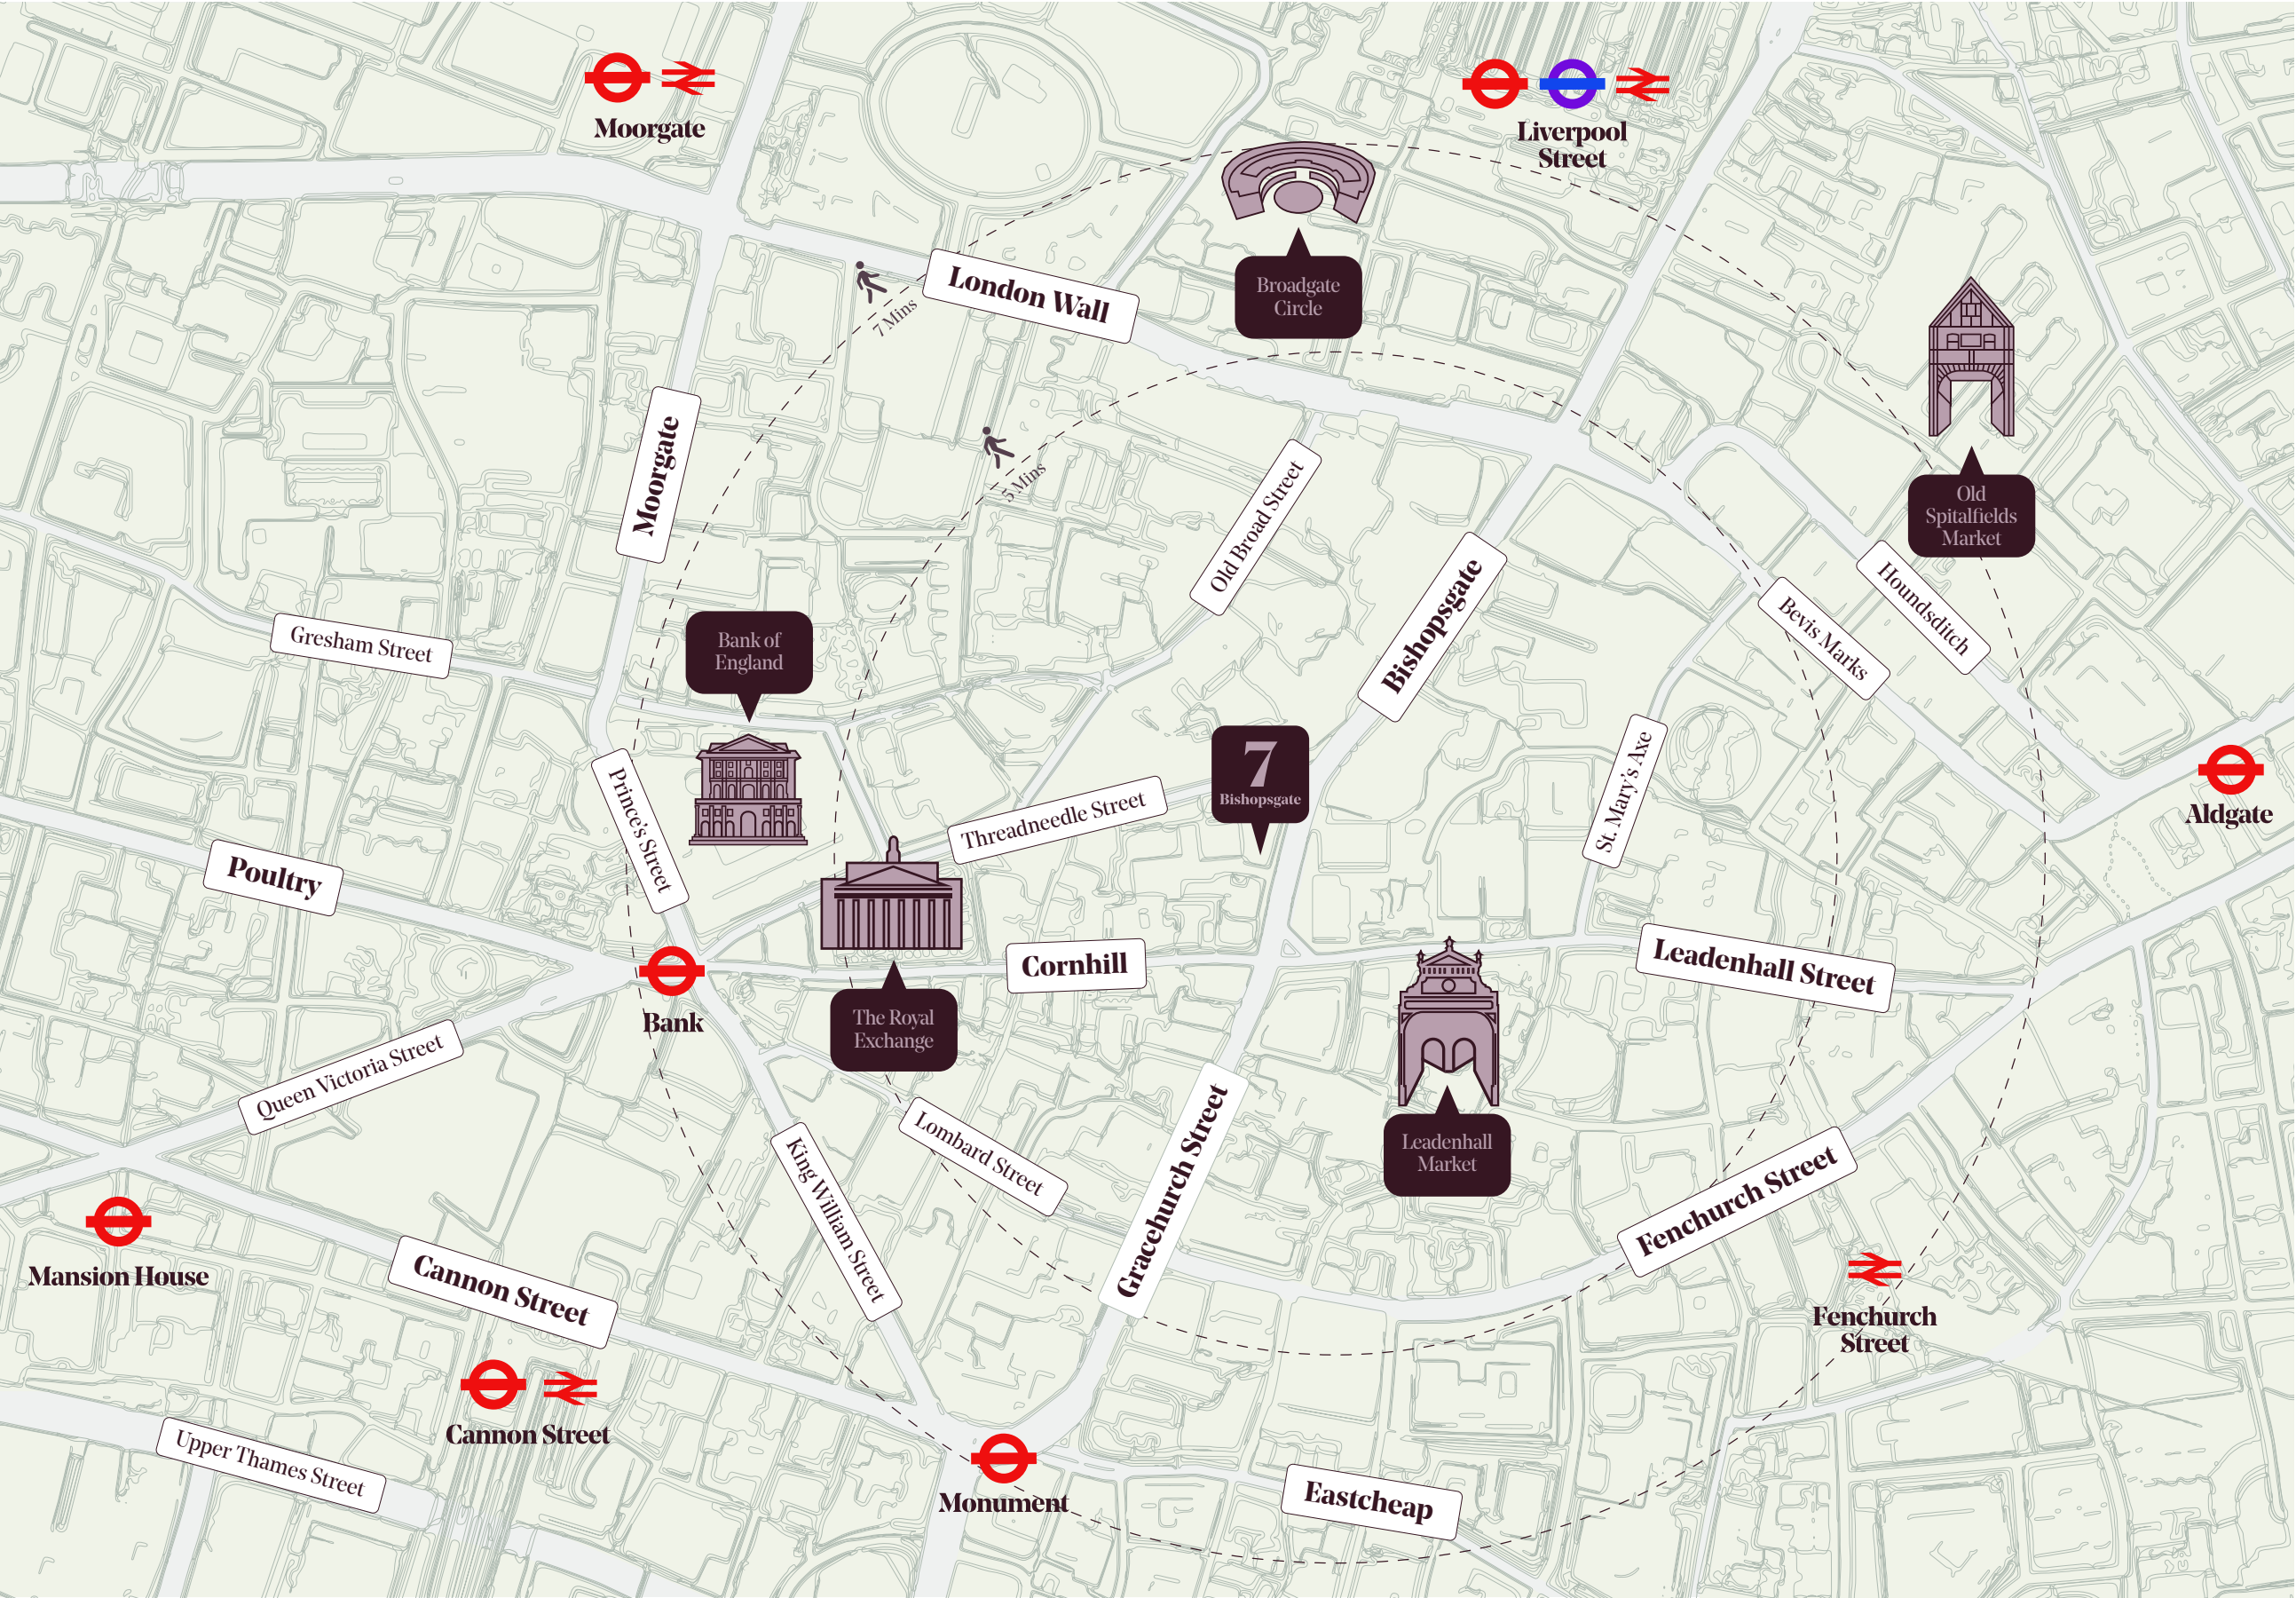 Moorgate
Liverpool
Street
London Wall
Broadgate
Circle
7 Mins
5 Mins
Moorgate
Old Broad Street
Old
Spitalfields
Market
Bishopsgate
Houndsditch
Bevis Marks
Gresham Street
Bank of
England
7
Bishopsgate
St. Mary's Axe
Aldgate
Prince's Street
Threadneedle Street
Poultry
Cornhill
Leadenhall Street
Bank
The Royal
Exchange
Queen Victoria Street
Lombard Street
Leadenhall
Market
King William Street
Gracechurch Street
Fenchurch Street
Mansion House
Cannon Street
Fenchurch
Street
Cannon Street
Upper Thames Street
Monument
Eastcheap